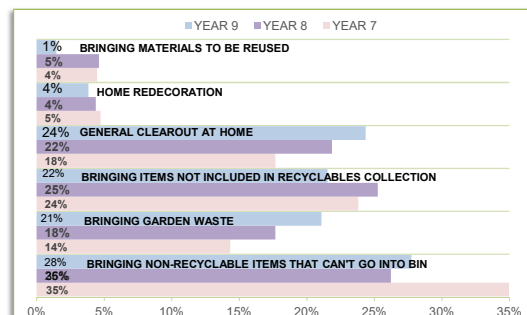 YEAR 9 YEAR 8 YEAR 7
1% BRINGING MATERIALS TO BE REUSED
5%
4%
4% HOME REDECORATION
4%
5%
24% GENERAL CLEAROUT AT HOME
22%
18%
22% BRINGING ITEMS NOT INCLUDED IN RECYCLABLES COLLECTION
25%
24%
21% BRINGING GARDEN WASTE
18%
14%
28% BRINGING NON-RECYCLABLE ITEMS THAT CAN'T GO INTO BIN
35%
0% 5% 10% 15% 20% 25% 30% 35%